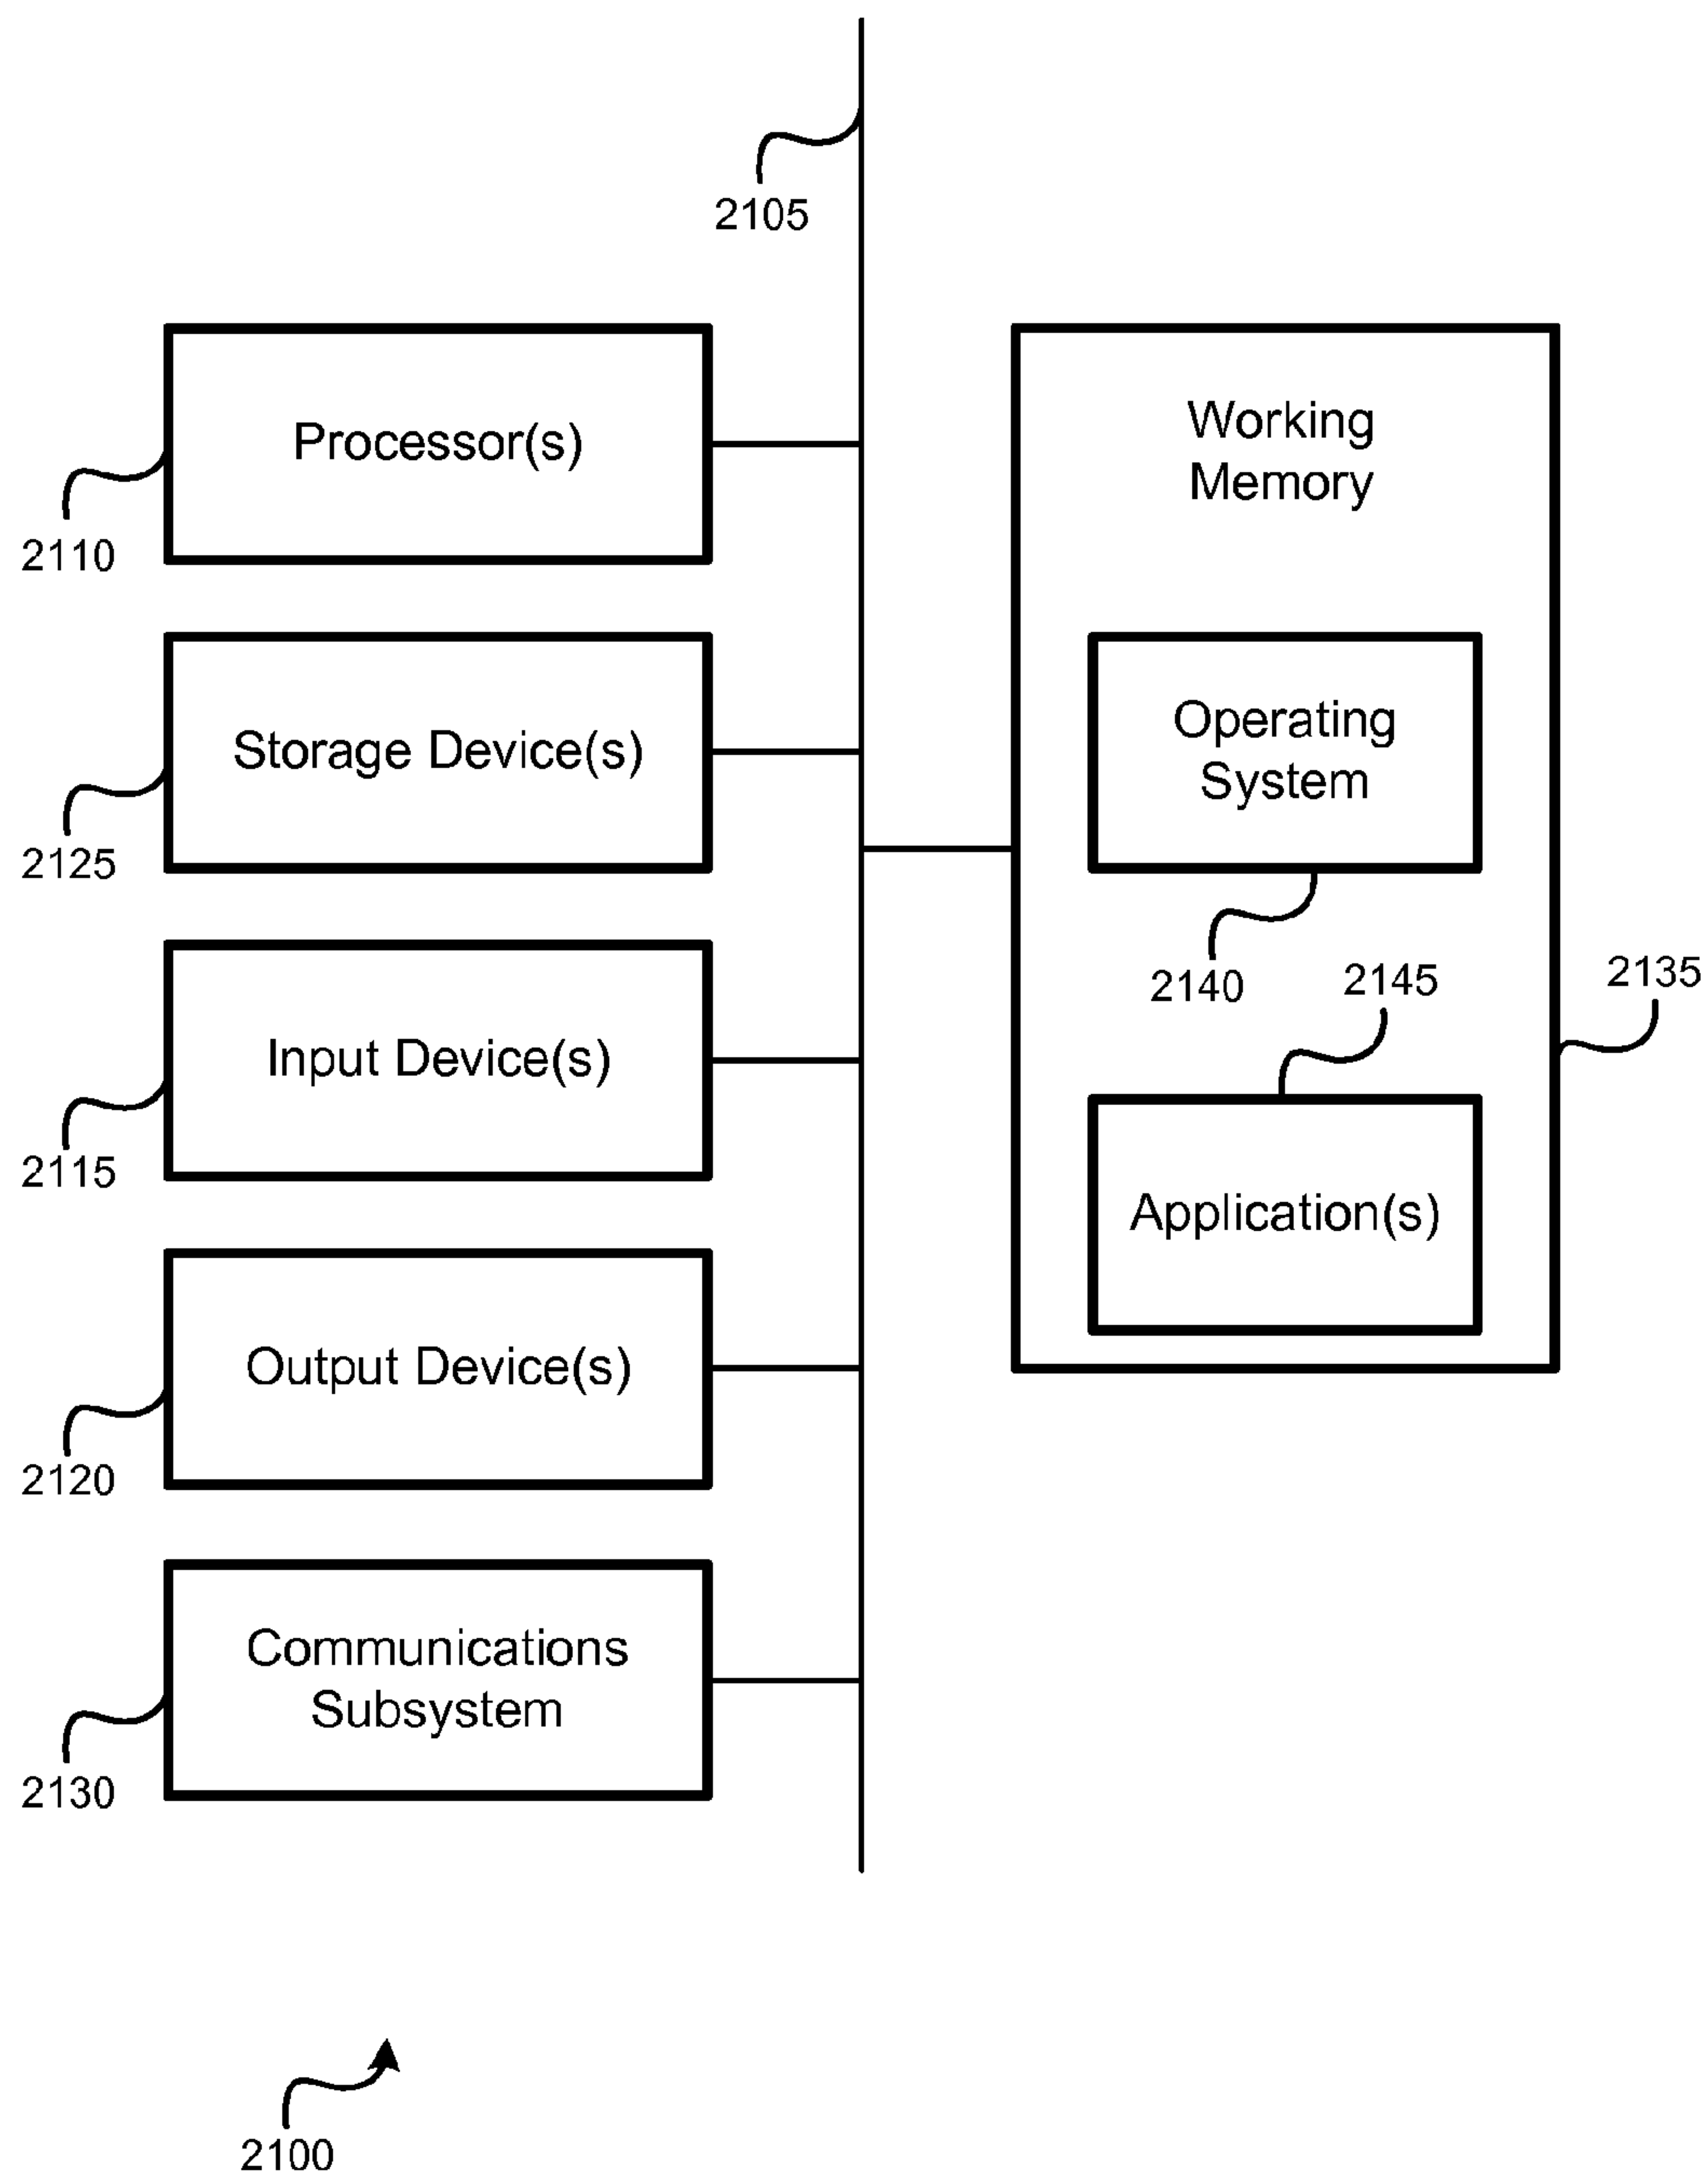 2105
Processor(s)
2110
Storage Device(s)
2125
Input Device(s)
2115
Output Device(s)
2120
Communications
Subsystem
2130
Working
Memory
Operating
System
2140
2145
2135
Application(s)
2100